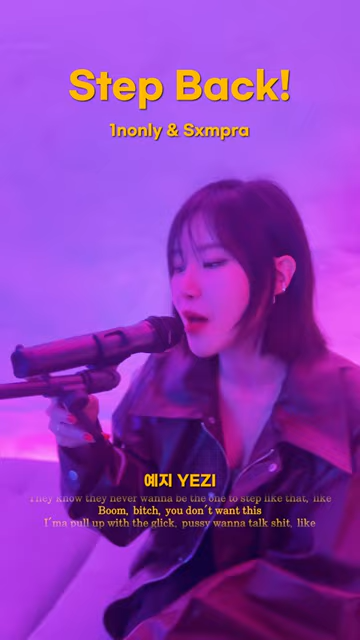 Step Back!
1nonly & Sxmpra
예지 YEZI
They know they never wanna be the one to step like that, like
Boom, bitch, you don't want this
I'ma pull up with the glick, pussy wanna talk shit, like